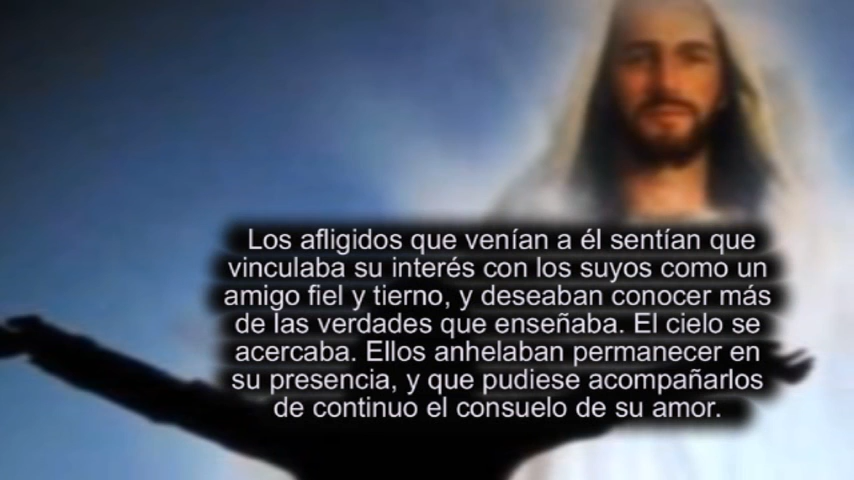 Los afligidos que venían a él sentían que
vinculaba su interés con los suyos como un
amigo fiel y tierno, y deseaban conocer más
de las verdades que enseñaba. El cielo se
acercaba. Ellos anhelaban permanecer en
su presencia, y que pudiese acompañarlos
de continuo el consuelo de su amor.